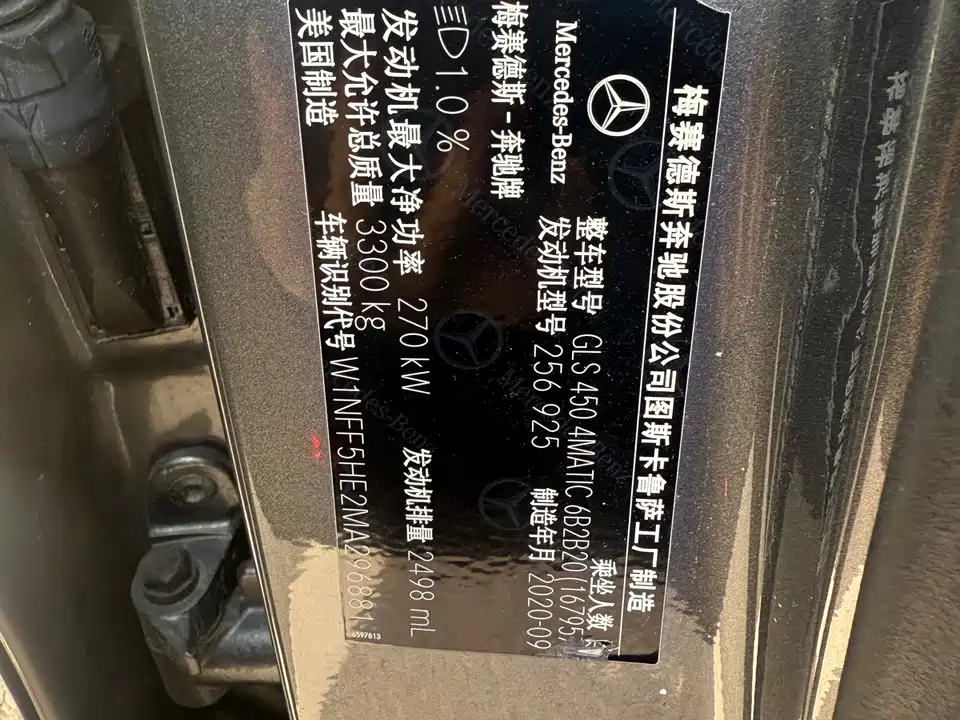 梅赛德斯奔驰股份公司图斯卡鲁萨工厂制造
Mercedes-Benz
整车型号 GLS 450 4MATIC 6B2B20(16795,
乘坐人数
梅赛德斯-奔驰牌
发动机型号 256 925
制造年月 2020-09
1.0 %
发动机最大净功率 270 kW
发动机排量 2498 mL
最大允许总质量 3300 kg
美国制造
车辆识别代号 W1NFF5HE2MA296881
6597813